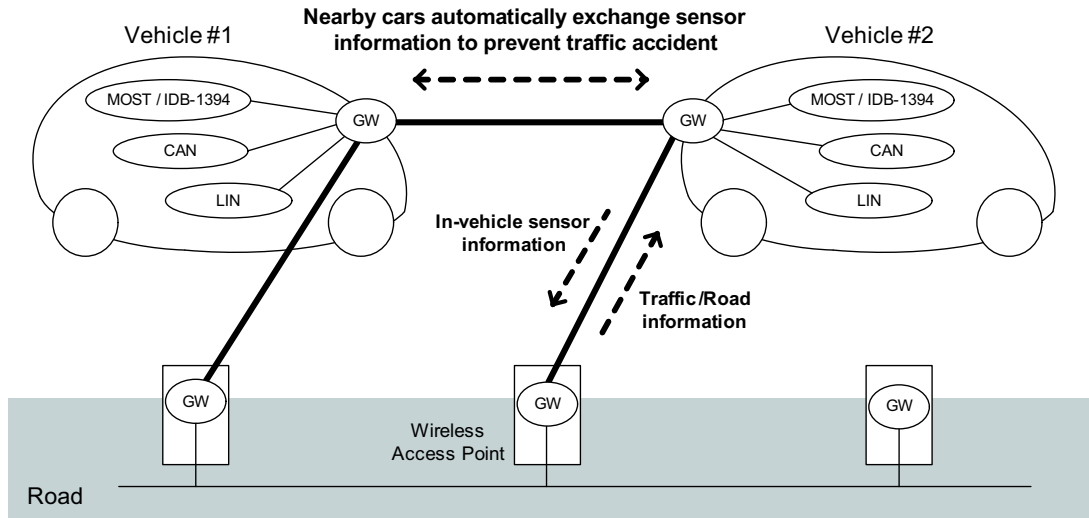 Nearby cars automatically exchange sensor
information to prevent traffic accident
Vehicle #1
Vehicle #2
MOST / IDB-1394
CAN
LIN
GW
GW
MOST / IDB-1394
CAN
LIN
In-vehicle sensor
information
Traffic/Road
information
GW
GW
GW
Wireless
Access Point
Road